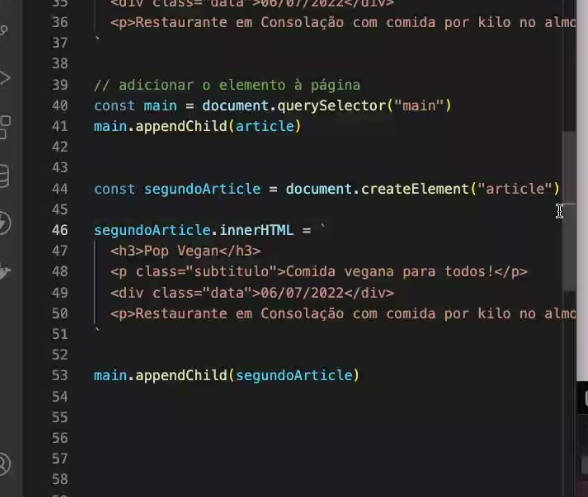 35 <div class="data">06/07/2022</div>
36 <p>Restaurante em Consolação com comida por kilo no almo
37 `
38
39 // adicionar o elemento à página
40 const main = document.querySelector("main")
41 main.appendChild(article)
42
43
44 const segundoArticle = document.createElement("article")
45
46 segundoArticle.innerHTML = `
47 <h3>Pop Vegan</h3>
48 <p class="subtitulo">Comida vegana para todos!</p>
49 <div class="data">06/07/2022</div>
50 <p>Restaurante em Consolação com comida por kilo no almo
51 `
52
53 main.appendChild(segundoArticle)
54
55
56
57
58